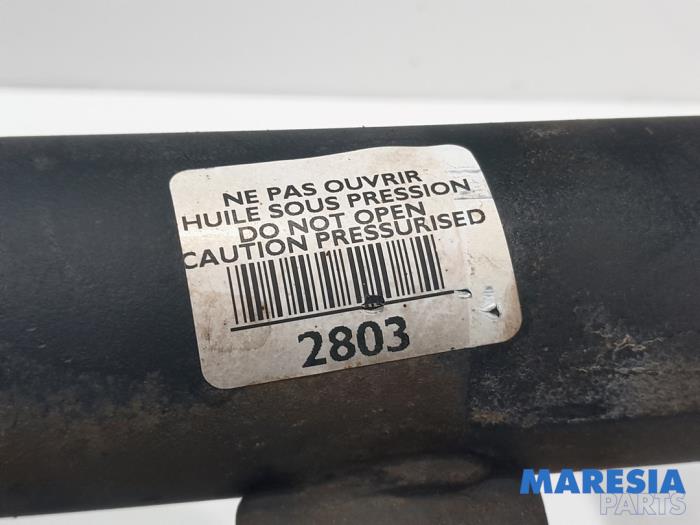 NE PAS OUVRIR
HUILE SOUS PRESSION
DO NOT OPEN
CAUTION PRESSURISED
2803
MARESIA
PARTS